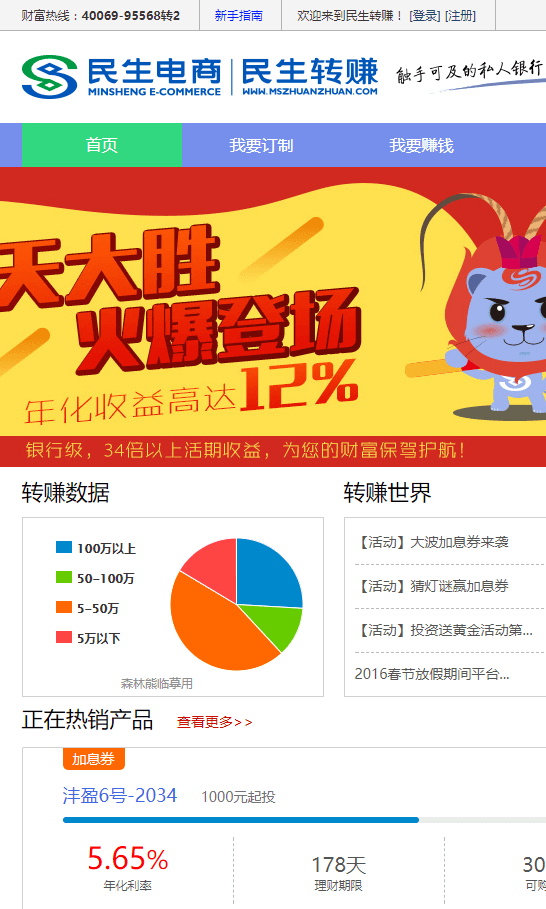 财富热线：40069-95568转2 新手指南 欢迎来到民生转赚！ [登录] [注册]
民生电商 民生转赚 触手可及的私人银行
MINSHENG E-COMMERCE WWW.MSZHUANZHUAN.COM
首页 我要订制 我要赚钱
天大胜
火爆登场
年化收益高达12%
银行级，34倍以上活期收益，为您的财富保驾护航！
转赚数据 转赚世界
100万以上
50-100万
5-50万
5万以下
森林熊临草用
【活动】大波加息券来袭
【活动】猜灯谜赢加息券
【活动】投资送黄金活动第...
2016春节放假期间平台...
正在热销产品 查看更多>>
加息券
沣盈6号-2034 1000元起投
5.65% 178天 30
年化利率 理财期限 可购